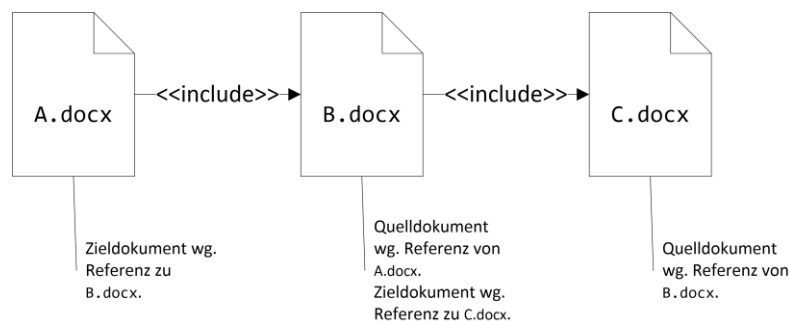 A.docx
<<include>>
B.docx
<<include>>
C.docx
Zieldokument wg.
Referenz zu
B.docx.
Quelldokument
wg. Referenz von
A.docx.
Zieldokument wg.
Referenz zu C.docx.
Quelldokument
wg. Referenz von
B.docx.